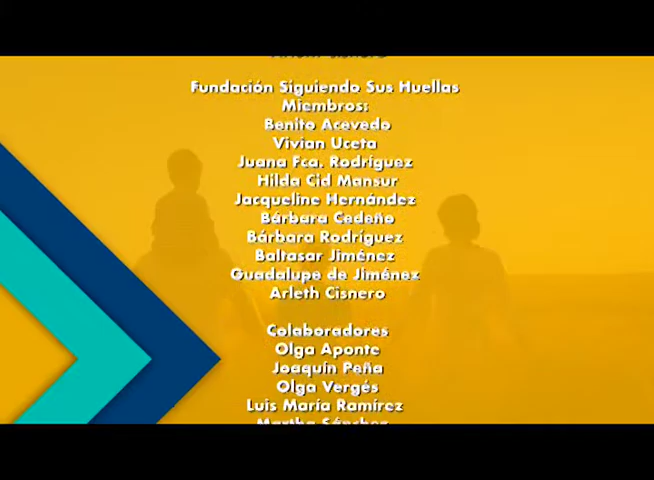 Fundación Siguiendo Sus Huellas
Miembros:
Benito Acevedo
Vivian Uceta
Juana Fca. Rodríguez
Hilda Cid Mansur
Jacqueline Hernández
Bárbara Cedeño
Bárbara Rodríguez
Baltasar Jiménez
Guadalupe de Jiménez
Arleth Cisnero
Colaboradores
Olga Aponte
Joaquín Peña
Olga Vergés
Luis María Ramírez
Martha Sánchez